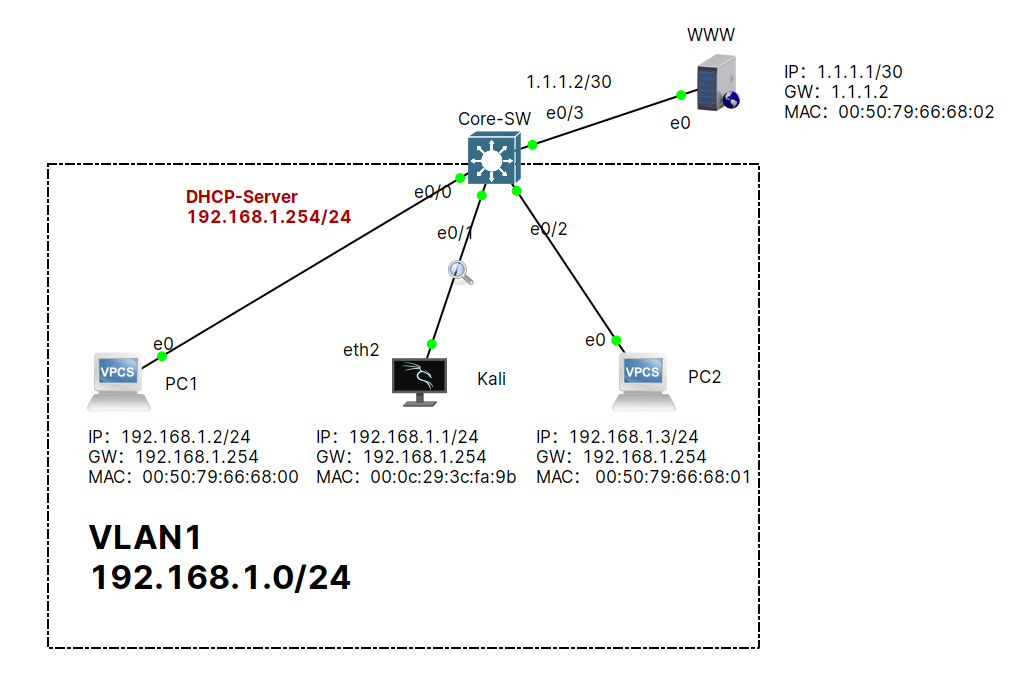 WWW
IP：1.1.1.1/30
GW：1.1.1.2
MAC：00:50:79:66:68:02
1.1.1.2/30
e0/3
e0
Core-SW
DHCP-Server
192.168.1.254/24
e0/0
e0/1
e0/2
e0
VPCS
PC1
eth2
Kali
e0
VPCS
PC2
IP：192.168.1.2/24
GW：192.168.1.254
MAC：00:50:79:66:68:00
IP：192.168.1.1/24
GW：192.168.1.254
MAC：00:0c:29:3c:fa:9b
IP：192.168.1.3/24
GW：192.168.1.254
MAC： 00:50:79:66:68:01
VLAN1
192.168.1.0/24